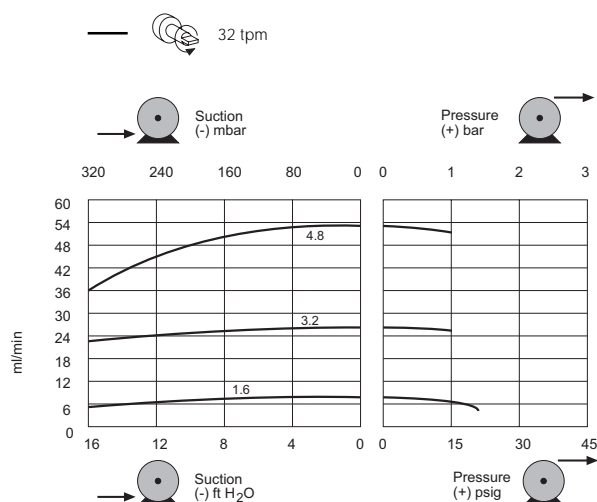 32 tpm
Suction
(-) mbar
Pressure
(+) bar
320 240 160 80 0 0 1 2 3
60
54
4.8
48
42
36
30
3.2
24
18
12
1.6
6
0
ml/min
16 12 8 4 0 0 15 30 45
Suction
(-) ft H₂O
Pressure
(+) psig